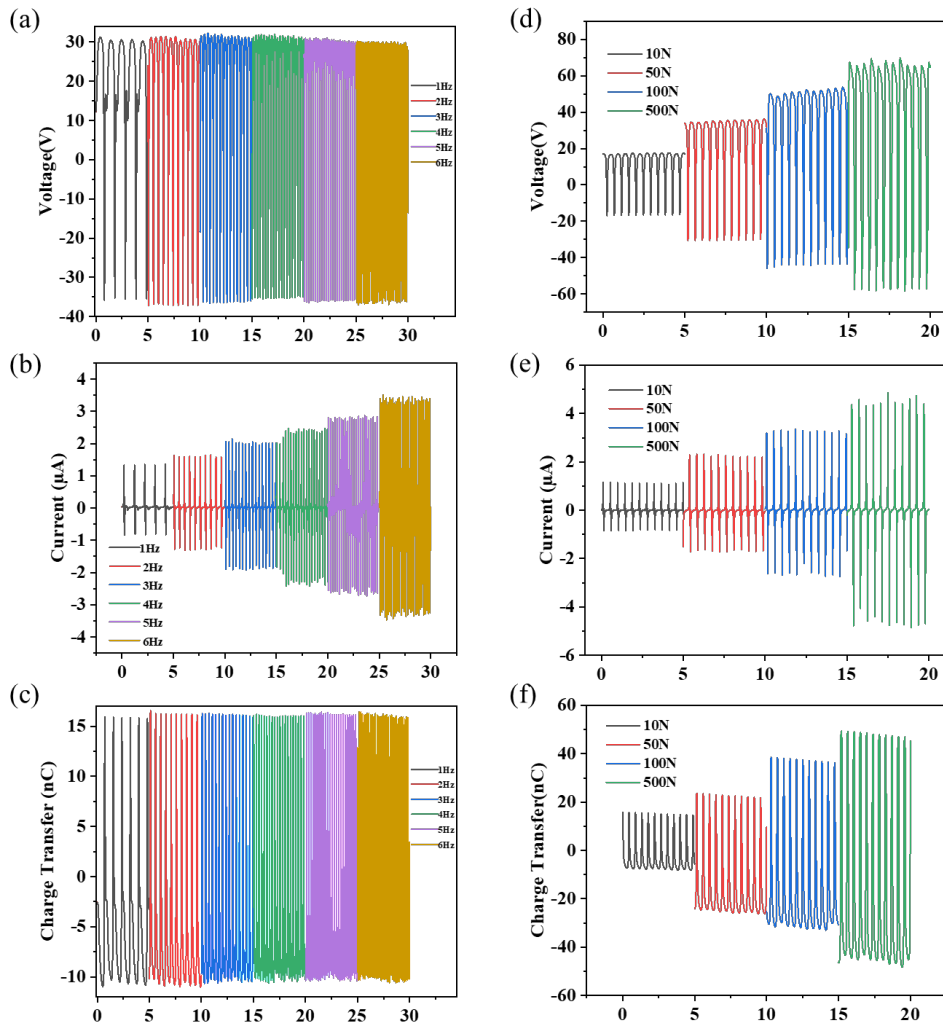 (a)
Voltage(V)
40
30
20
10
0
-10
-20
-30
-40
0 5 10 15 20 25 30
1Hz
2Hz
3Hz
4Hz
5Hz
6Hz
(d)
Voltage(V)
80
60
40
20
0
-20
-40
-60
0 5 10 15 20
10N
50N
100N
500N
(b)
Current (μA)
4
3
2
1
0
-1
-2
-3
-4
0 5 10 15 20 25 30
1Hz
2Hz
3Hz
4Hz
5Hz
6Hz
(e)
Current (μA)
6
4
2
0
-2
-4
-6
0 5 10 15 20
10N
50N
100N
500N
(c)
Charge Transfer (nC)
15
10
5
0
-5
-10
0 5 10 15 20 25 30
1Hz
2Hz
3Hz
4Hz
5Hz
6Hz
(f)
Charge Transfer(nC)
60
40
20
0
-20
-40
-60
0 5 10 15 20
10N
50N
100N
500N